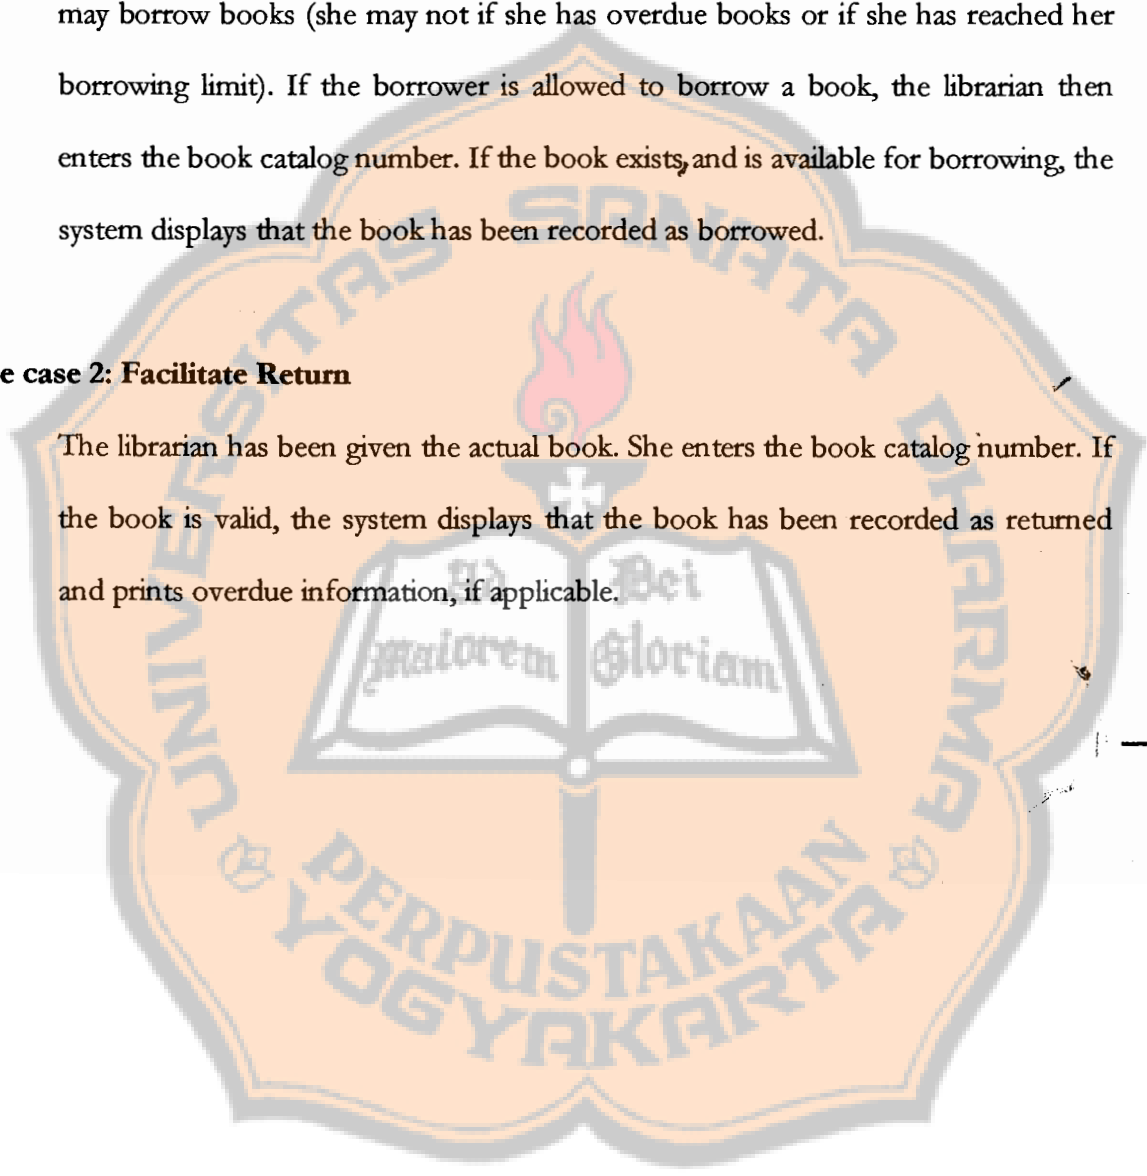 may borrow books (she may not if she has overdue books or if she has reached her
borrowing limit). If the borrower is allowed to borrow a book, the librarian then
enters the book catalog number. If the book exists, and is available for borrowing, the
system displays that the book has been recorded as borrowed.
e case 2: Facilitate Return
The librarian has been given the actual book. She enters the book catalog number. If
the book is valid, the system displays that the book has been recorded as returned
and prints overdue information, if applicable.
UNIVERSITAS SANATA DHARMA
Ad Dei
Maiorem Gloriam
PERPUSTAKAAN
YOGYAKARTA